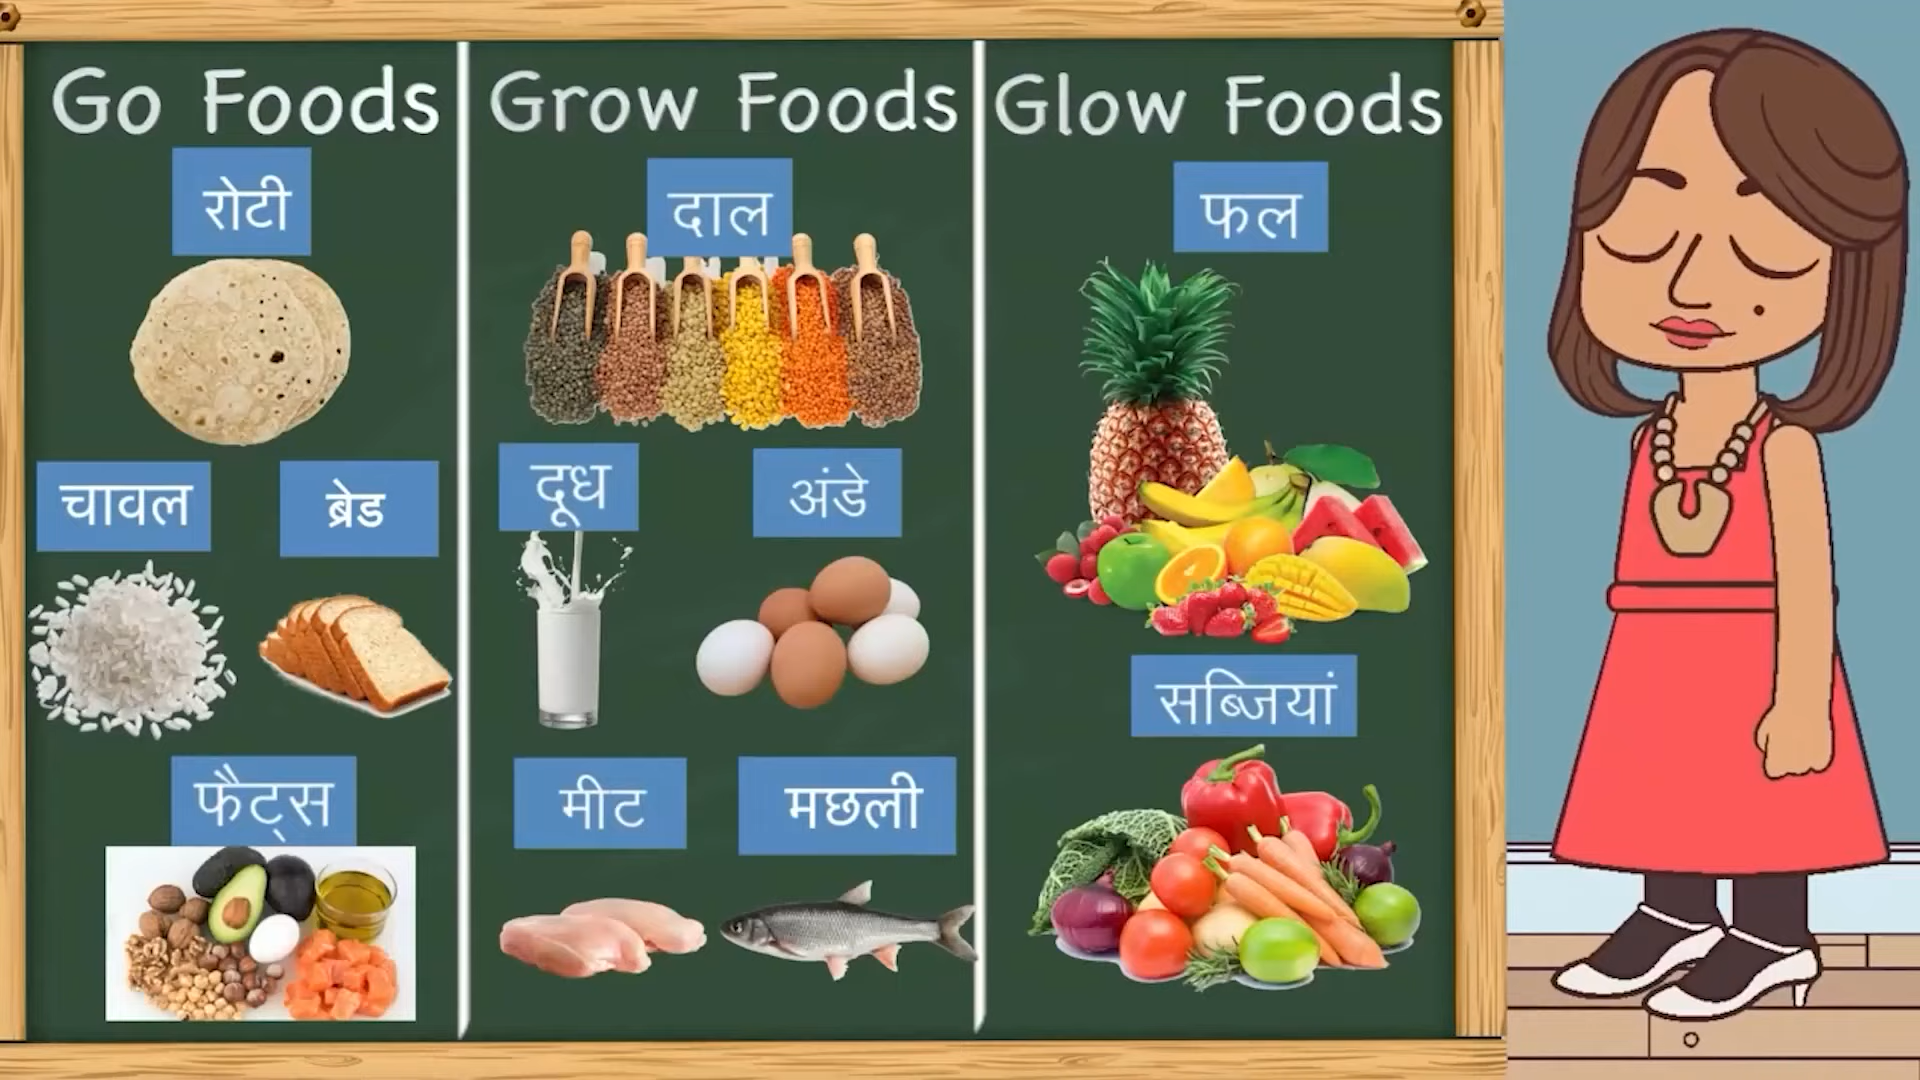 Go Foods
रोटी
चावल
ब्रेड
फैट्स
Grow Foods
दाल
दूध
अंडे
मीट
मछली
Glow Foods
फल
सब्जियां